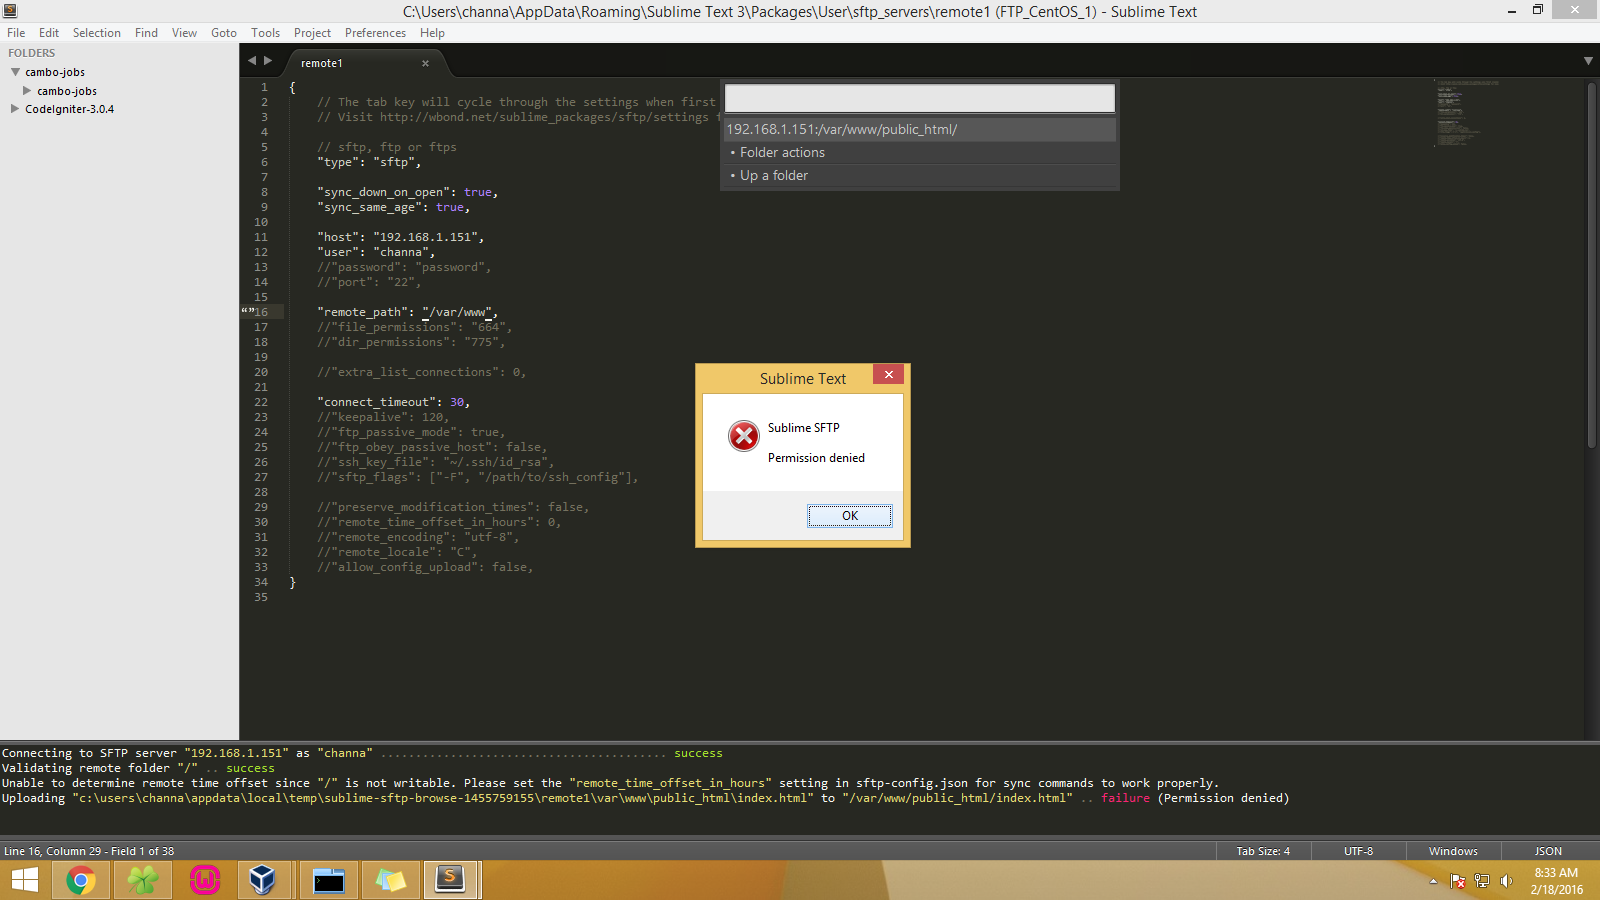 C:\Users\channa\AppData\Roaming\Sublime Text 3\Packages\User\sftp_servers\remote1 (FTP_CentOS_1) - Sublime Text
File Edit Selection Find View Goto Tools Project Preferences Help
FOLDERS
cambo-jobs
cambo-jobs
CodeIgniter-3.0.4
remote1
1 {
2 // The tab key will cycle through the settings when first
3 // Visit http://wbond.net/sublime_packages/sftp/settings f
4
5 // sftp, ftp or ftps
6 "type": "sftp",
7
8 "sync_down_on_open": true,
9 "sync_same_age": true,
10
11 "host": "192.168.1.151",
12 "user": "channa",
13 //"password": "password",
14 //"port": "22",
15
“”16 "remote_path": "/var/www",
17 //"file_permissions": "664",
18 //"dir_permissions": "775",
19
20 //"extra_list_connections": 0,
21
22 "connect_timeout": 30,
23 //"keepalive": 120,
24 //"ftp_passive_mode": true,
25 //"ftp_obey_passive_host": false,
26 //"ssh_key_file": "~/.ssh/id_rsa",
27 //"sftp_flags": ["-F", "/path/to/ssh_config"],
28
29 //"preserve_modification_times": false,
30 //"remote_time_offset_in_hours": 0,
31 //"remote_encoding": "utf-8",
32 //"remote_locale": "C",
33 //"allow_config_upload": false,
34 }
35
192.168.1.151:/var/www/public_html/
• Folder actions
• Up a folder
Sublime Text
Sublime SFTP
Permission denied
OK
Connecting to SFTP server "192.168.1.151" as "channa" ......................................... success
Validating remote folder "/" .. success
Unable to determine remote time offset since "/" is not writable. Please set the "remote_time_offset_in_hours" setting in sftp-config.json for sync commands to work properly.
Uploading "c:\users\channa\appdata\local\temp\sublime-sftp-browse-1455759155\remote1\var\www\public_html\index.html" to "/var/www/public_html/index.html" .. failure (Permission denied)
Line 16, Column 29 - Field 1 of 38
Tab Size: 4 UTF-8 Windows JSON
8:33 AM
2/18/2016